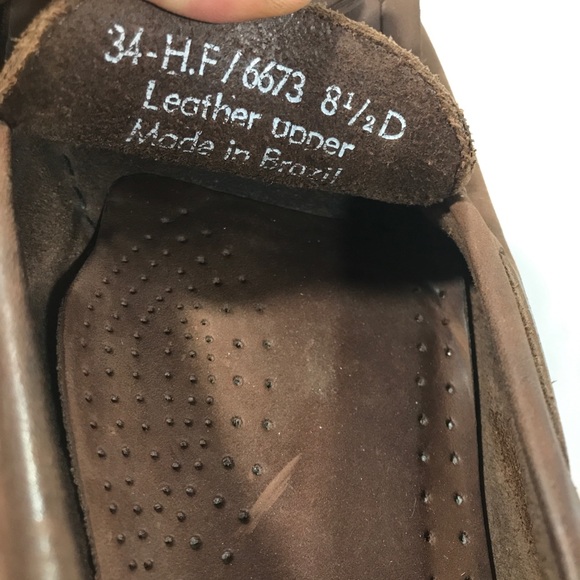 34-H.F/6673 8½D
Leather upper
Made in Brazil